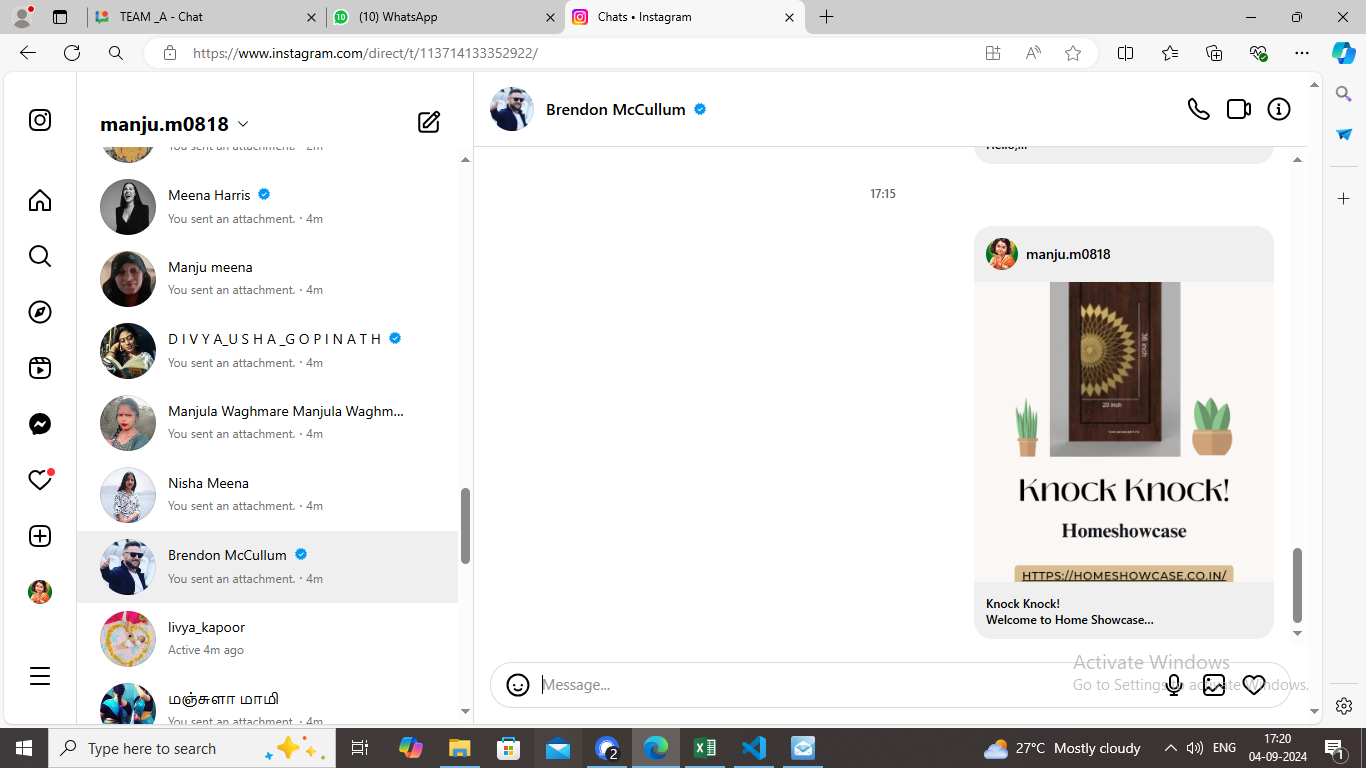 TEAM _A - Chat
(10) WhatsApp
Chats • Instagram
https://www.instagram.com/direct/t/113714133352922/
manju.m0818
You sent an attachment. · 2m
Meena Harris
You sent an attachment. · 4m
Manju meena
You sent an attachment. · 4m
D I V Y A_U S H A _G O P I N A T H
You sent an attachment. · 4m
Manjula Waghmare Manjula Waghm...
You sent an attachment. · 4m
Nisha Meena
You sent an attachment. · 4m
Brendon McCullum
You sent an attachment. · 4m
livya_kapoor
Active 4m ago
மஞ்சுளா மாமி
You sent an attachment. · 4m
Brendon McCullum
Hello,...
17:15
manju.m0818
36 inch
20 inch
Knock Knock!
Homeshowcase
HTTPS://HOMESHOWCASE.CO.IN/
Knock Knock!
Welcome to Home Showcase...
Message...
Activate Windows
Go to Settings to activate Windows.
Type here to search
2
27°C Mostly cloudy
ENG
17:20
04-09-2024
1